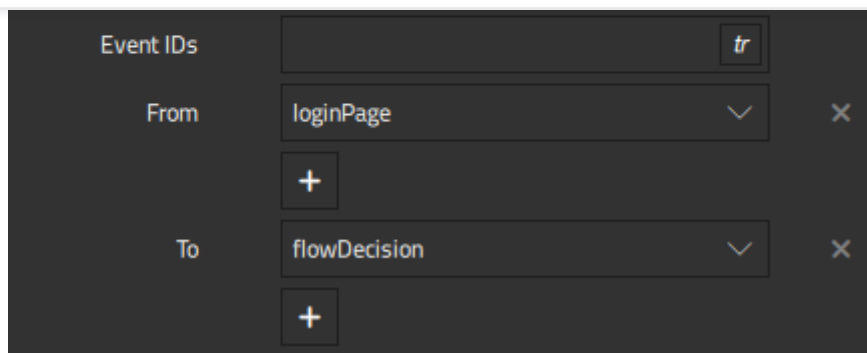 Event IDs tr
From loginPage
+
To flowDecision
+